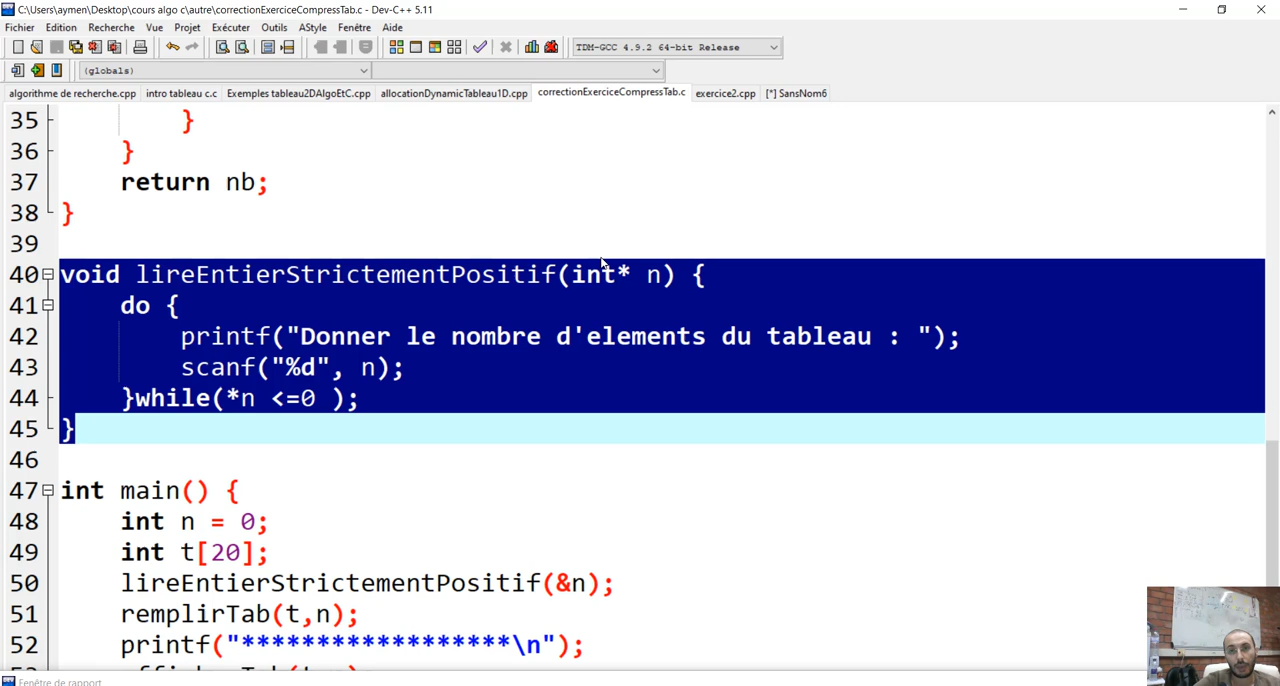 C:\Users\aymen\Desktop\cours algo c\autre\correctionExerciceCompressTab.c - Dev-C++ 5.11
Fichier Edition Recherche Vue Projet Exécuter Outils AStyle Fenêtre Aide
TDM-GCC 4.9.2 64-bit Release
(globals)
algorithme de recherche.cpp intro tableau c.c Exemples tableau2DAlgoEtC.cpp allocationDynamicTableau1D.cpp correctionExerciceCompressTab.c exercice2.cpp [*] SansNom6
35 }
36 }
37 return nb;
38 }
39
40 void lireEntierStrictementPositif(int* n) {
41 do {
42 printf("Donner le nombre d'elements du tableau : ");
43 scanf("%d", n);
44 }while(*n <=0 );
45 }
46
47 int main() {
48 int n = 0;
49 int t[20];
50 lireEntierStrictementPositif(&n);
51 remplirTab(t,n);
52 printf("******************\n");
Fenêtre de rapport